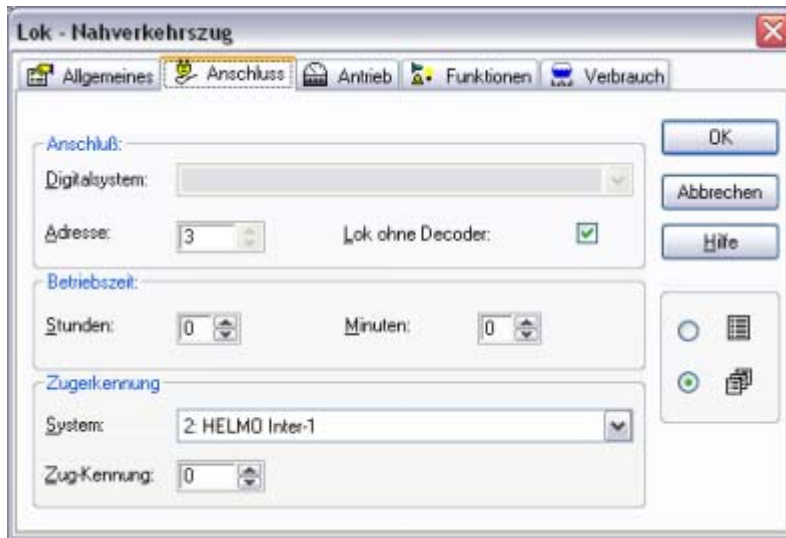 Lok - Nahverkehrszug
Allgemeines Anschluss Antrieb Funktionen Verbrauch
Anschluß:
Digitalsystem:
Adresse: 3 Lok ohne Decoder:
Betriebszeit:
Stunden: 0 Minuten: 0
Zugerkennung
System: 2: HELMO Inter-1
Zug-Kennung: 0
OK
Abbrechen
Hilfe